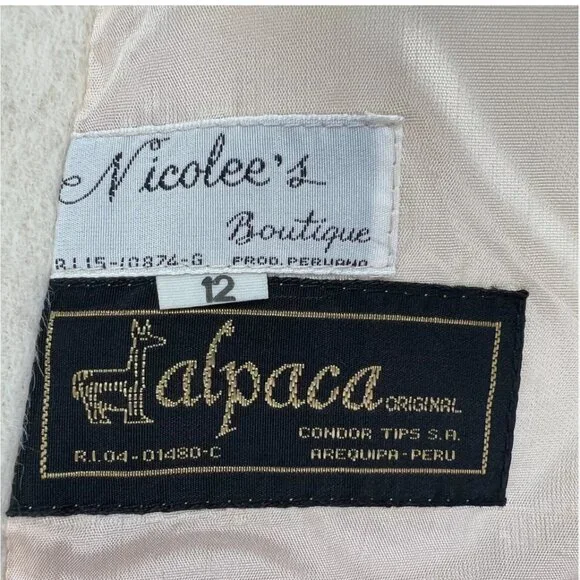 Nicolee's
Boutique
R.I.15-10874-G PROD.PERUANO
12
alpaca ORIGINAL
CONDOR TIPS S.A.
R.I.04-01480-C AREQUIPA-PERU